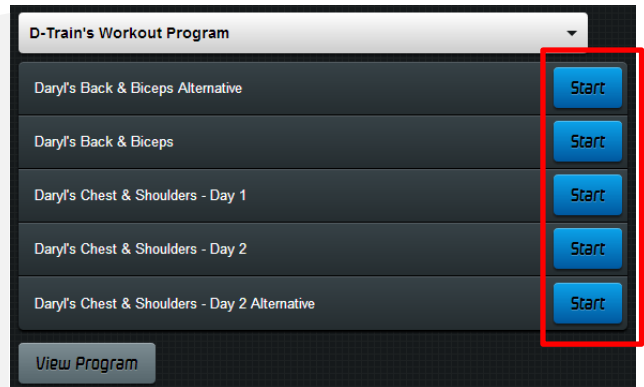 D-Train's Workout Program
Daryl's Back & Biceps Alternative Start
Daryl's Back & Biceps Start
Daryl's Chest & Shoulders - Day 1 Start
Daryl's Chest & Shoulders - Day 2 Start
Daryl's Chest & Shoulders - Day 2 Alternative Start
View Program